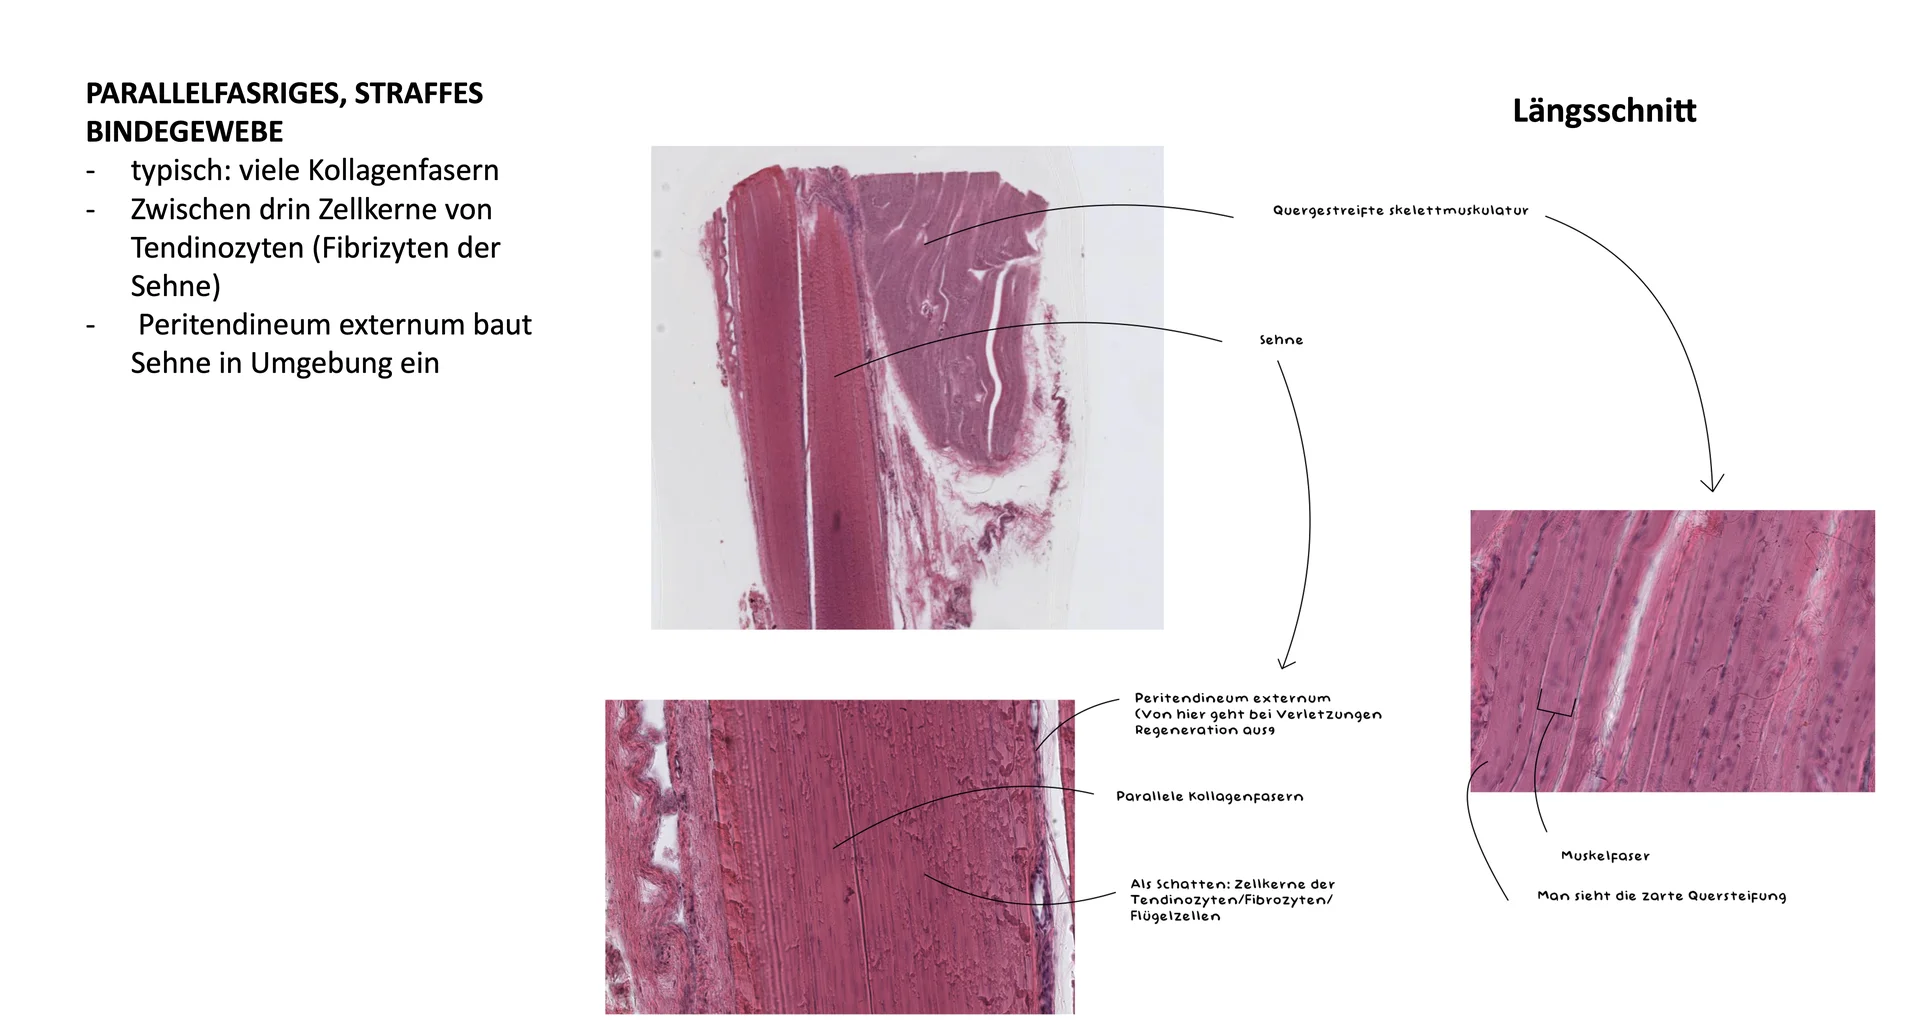 PARALLELFASRIGES, STRAFFES
BINDEGEWEBE
- typisch: viele Kollagenfasern
- Zwischen drin Zellkerne von
Tendinozyten (Fibrizyten der
Sehne)
- Peritendineum externum baut
Sehne in Umgebung ein
Längsschnitt
Quergestreifte skelettmuskulatur
Sehne
Peritendineum externum
(Von hier geht bei Verletzungen
Regeneration aus9
Parallele Kollagenfasern
Als Schatten: Zellkerne der
Tendinozyten/Fibrozyten/
Flügelzellen
Muskelfaser
Man sieht die zarte Quersteifung